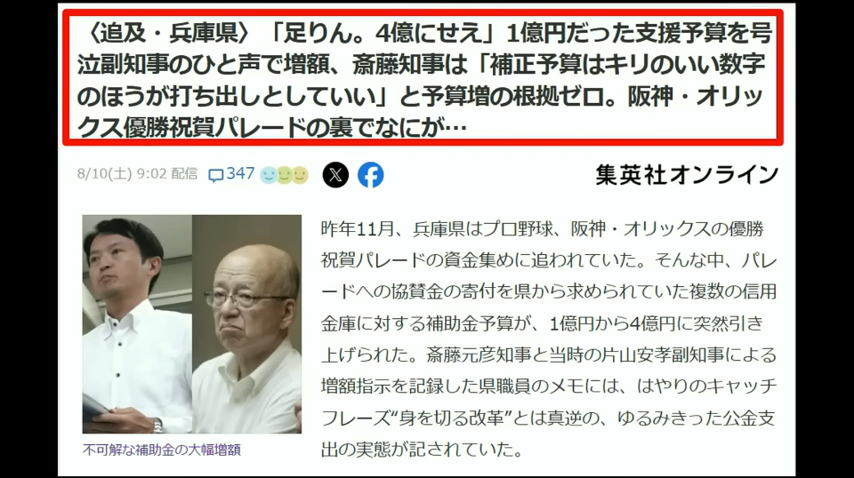 〈追及・兵庫県〉「足りん。4億にせえ」1億円だった支援予算を号
泣副知事のひと声で増額、斎藤知事は「補正予算はキリのいい数字
のほうが打ち出しとしていい」と予算増の根拠ゼロ。阪神・オリッ
クス優勝祝賀パレードの裏でなにが…
8/10(土) 9:02 配信 347
集英社オンライン
昨年11月、兵庫県はプロ野球、阪神・オリックスの優勝
祝賀パレードの資金集めに追われていた。そんな中、パレ
ードへの協賛金の寄付を県から求められていた複数の信用
金庫に対する補助金予算が、1億円から4億円に突然引き
上げられた。斎藤元彦知事と当時の片山安孝副知事による
増額指示を記録した県職員のメモには、はやりのキャッチ
フレーズ“身を切る改革”とは真逆の、ゆるみきった公金支
出の実態が記されていた。
不可解な補助金の大幅増額